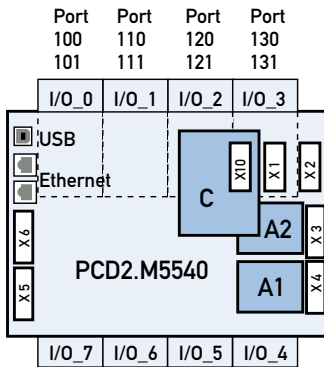 Port Port Port Port
100 110 120 130
101 111 121 131
I/O_0 I/O_1 I/O_2 I/O_3
USB
X10 X1 X2
Ethernet
C
X6 A2 X3
PCD2.M5540
X5 A1 X4
I/O_7 I/O_6 I/O_5 I/O_4